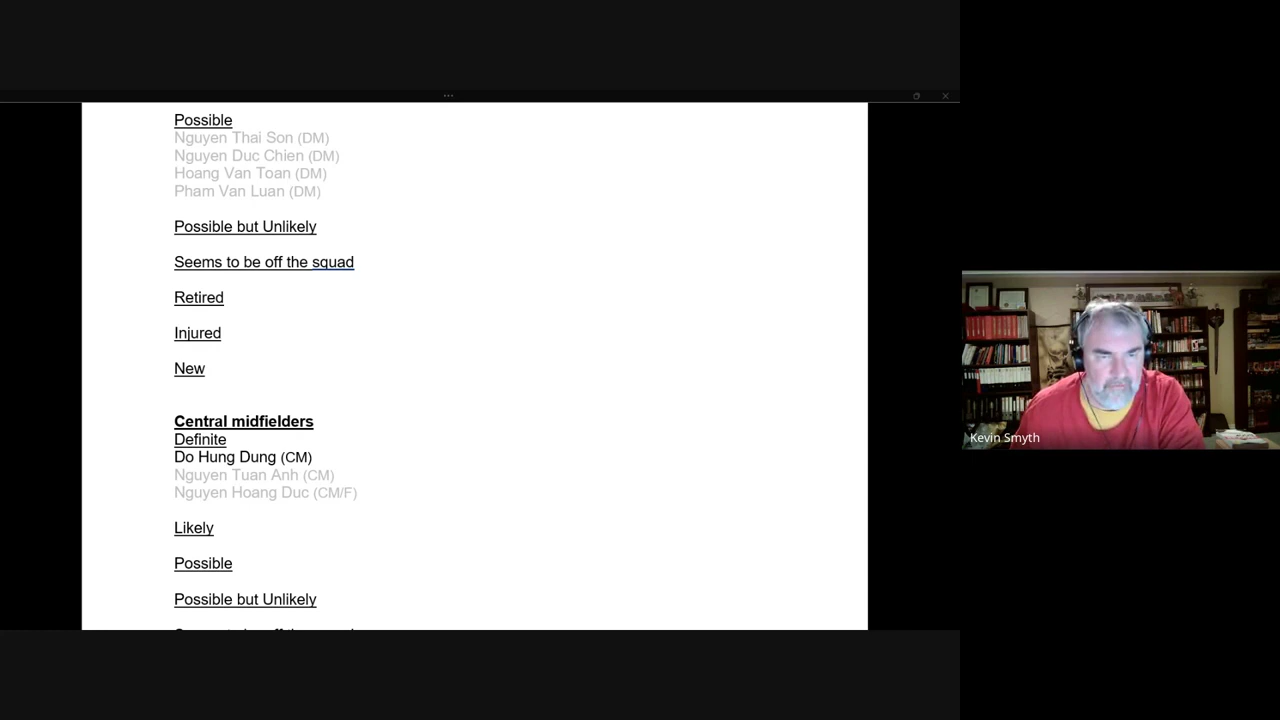 Possible
Nguyen Thai Son (DM)
Nguyen Duc Chien (DM)
Hoang Van Toan (DM)
Pham Van Luan (DM)
Possible but Unlikely
Seems to be off the squad
Retired
Injured
New
Central midfielders
Definite
Do Hung Dung (CM)
Nguyen Tuan Anh (CM)
Nguyen Hoang Duc (CM/F)
Likely
Possible
Possible but Unlikely
Kevin Smyth